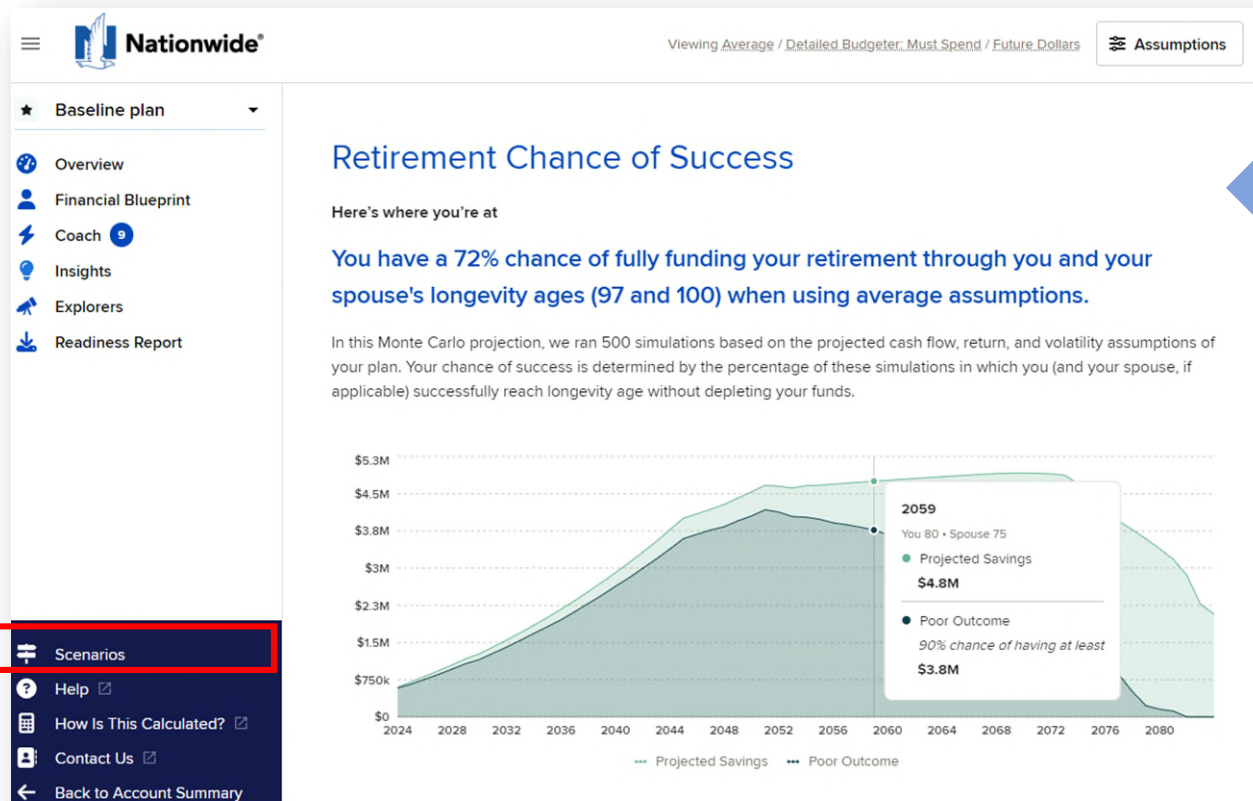 Nationwide®
Viewing Average / Detailed Budgeter: Must Spend / Future Dollars
Assumptions
Baseline plan
Overview
Financial Blueprint
Coach 9
Insights
Explorers
Readiness Report
Scenarios
Help
How Is This Calculated?
Contact Us
Back to Account Summary
Retirement Chance of Success
Here's where you're at
You have a 72% chance of fully funding your retirement through you and your
spouse's longevity ages (97 and 100) when using average assumptions.
In this Monte Carlo projection, we ran 500 simulations based on the projected cash flow, return, and volatility assumptions of
your plan. Your chance of success is determined by the percentage of these simulations in which you (and your spouse, if
applicable) successfully reach longevity age without depleting your funds.
$5.3M
$4.5M
$3.8M
$3M
$2.3M
$1.5M
$750k
$0
2024 2028 2032 2036 2040 2044 2048 2052 2056 2060 2064 2068 2072 2076 2080
2059
You 80 • Spouse 75
Projected Savings
$4.8M
Poor Outcome
90% chance of having at least
$3.8M
Projected Savings Poor Outcome